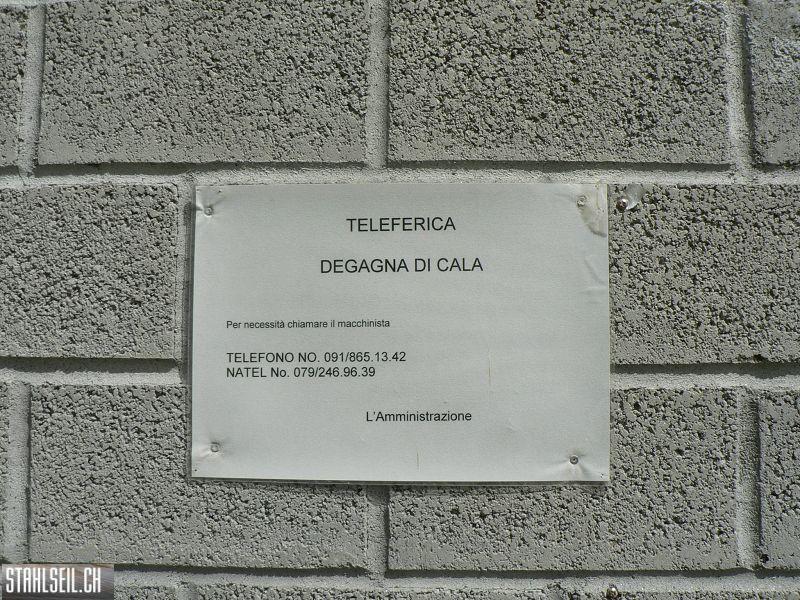 TELEFERICA
DEGAGNA DI CALA
Per necessità chiamare il macchinista
TELEFONO NO. 091/865.13.42
NATEL No. 079/246.96.39
L'Amministrazione
STAHLSEIL.CH